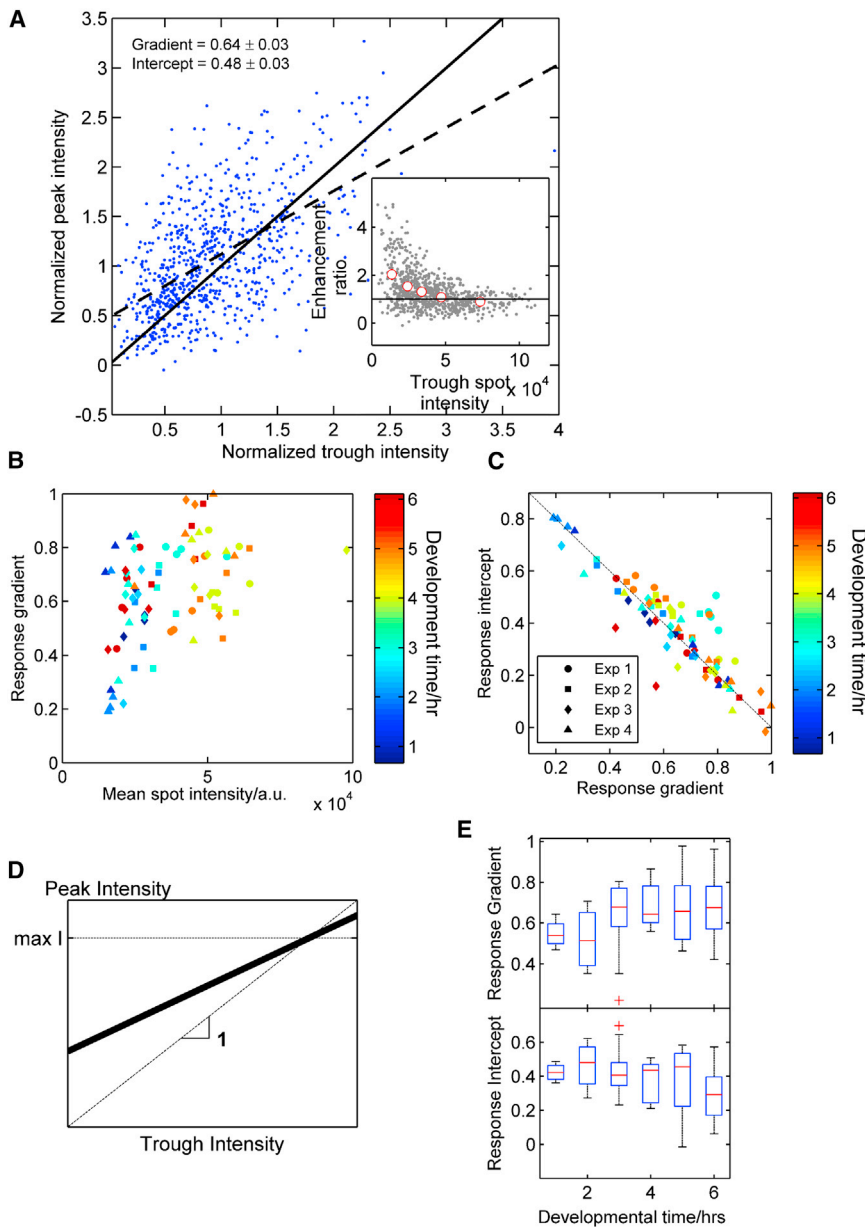 A
Gradient = 0.64 ± 0.03
Intercept = 0.48 ± 0.03
Normalized peak intensity
3.5
3
2.5
2
1.5
1
0.5
0
-0.5
0.5
1
1.5
2
2.5
3
3.5
4
Normalized trough intensity
Enhancement
ratio
4
2
0
0
5
10
x 10^4
Trough spot
intensity
B
Response gradient
1
0.8
0.6
0.4
0.2
0
0
5
10
x 10^4
Mean spot intensity/a.u.
6
5
4
3
2
1
Development time/hr
C
Response intercept
0.8
0.6
0.4
0.2
0
Exp 1
Exp 2
Exp 3
Exp 4
0.2
0.4
0.6
0.8
1
Response gradient
6
5
4
3
2
1
Development time/hr
D
Peak Intensity
max I
1
Trough Intensity
E
Response Gradient
1
0.8
0.6
0.4
Response Intercept
0.6
0.4
0.2
0
2
4
6
Developmental time/hrs